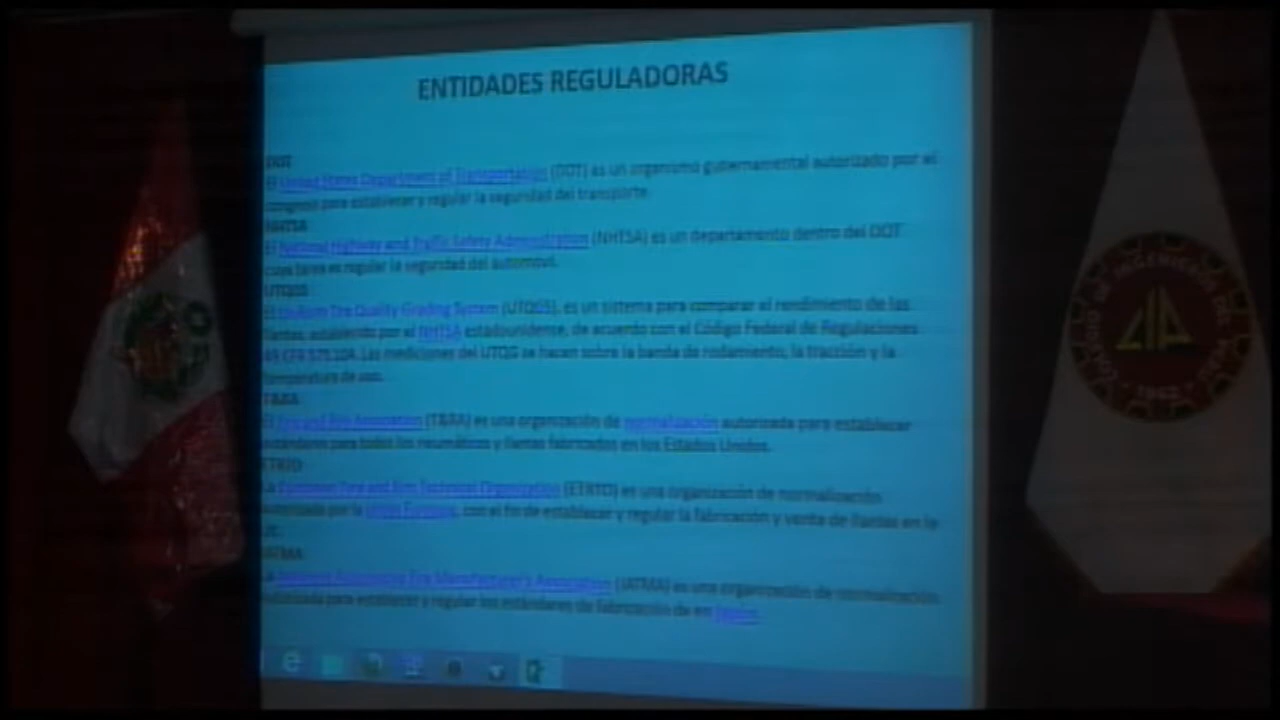 ENTIDADES REGULADORAS
DOT
El United States Department of Transportation (DOT) es un organismo gubernamental autorizado por el
congreso para establecer y regular la seguridad del transporte.
NHTSA
El National Highway and Traffic Safety Administration (NHTSA) es un departamento dentro del DOT
cuya tarea es regular la seguridad del automovil.
UTQGS
El Uniform Tire Quality Grading System (UTQGS), es un sistema para comparar el rendimiento de las
llantas, establecido por el NHTSA estadounidense, de acuerdo con el Código Federal de Regulaciones
49 CFR 575.104. Las mediciones del UTQG se hacen sobre la banda de rodamiento, la tracción y la
temperatura de uso.
T&RA
El Tire and Rim Association (T&RA) es una organzación de normalización autorizada para establecer
estándares para todos los neumáticos y llantas fabricados en los Estados Unidos.
ETRTO
La European Tyre and Rim Technical Organization (ETRTO) es una organización de normalización
autorizada por la Unión Europea, con el fin de establecer y regular la fabricación y venta de llantas en la
UE.
JATMA
La Automotive Tire Manufacturer's Association (JATMA) es una organización de normalización
autorizada para establecer y regular los estándares de fabricación de en Japón.
COLEGIO DE INGENIEROS DEL